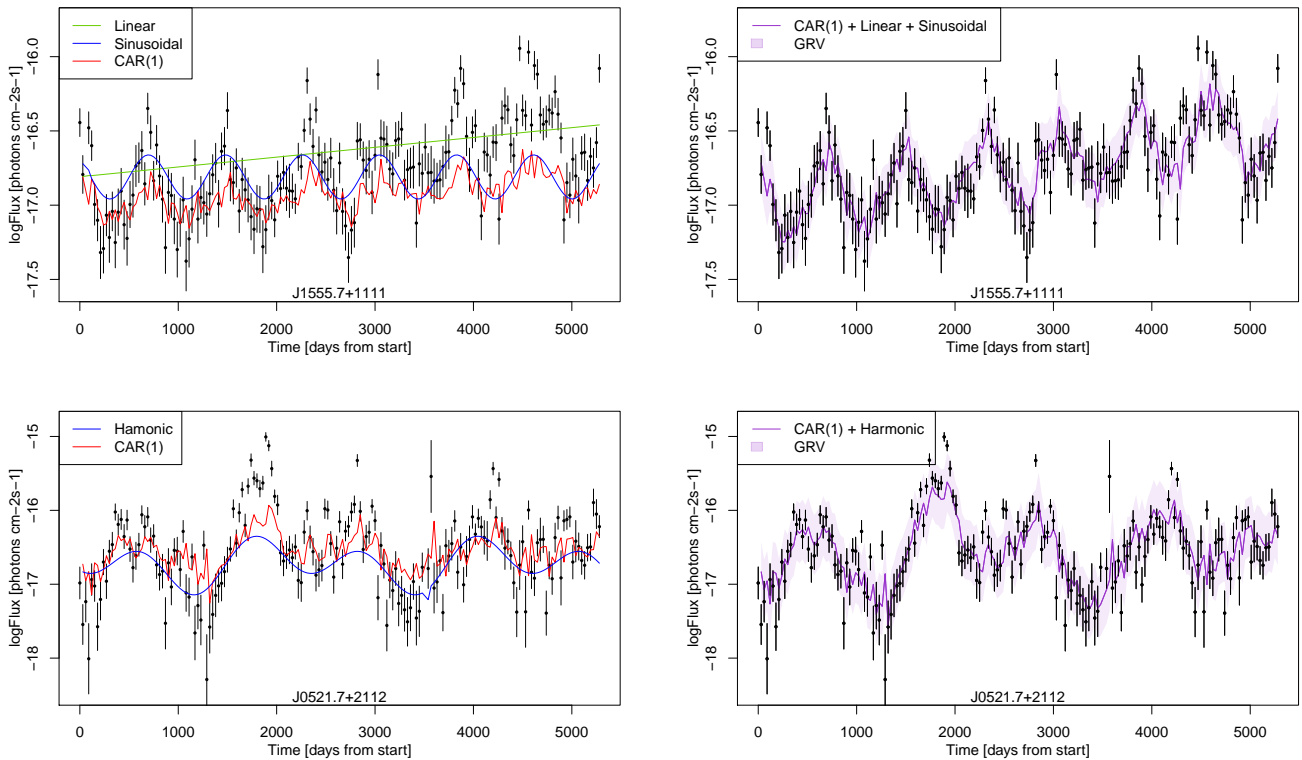 Linear
Sinusoidal
CAR(1)
logFlux [photons cm−2s−1]
−16.0
−16.5
−17.0
−17.5
J1555.7+1111
0 1000 2000 3000 4000 5000
Time [days from start]
CAR(1) + Linear + Sinusoidal
GRV
logFlux [photons cm−2s−1]
−16.0
−16.5
−17.0
−17.5
J1555.7+1111
0 1000 2000 3000 4000 5000
Time [days from start]
Hamonic
CAR(1)
logFlux [photons cm−2s−1]
−15
−16
−17
−18
J0521.7+2112
0 1000 2000 3000 4000 5000
Time [days from start]
CAR(1) + Harmonic
GRV
logFlux [photons cm−2s−1]
−15
−16
−17
−18
J0521.7+2112
0 1000 2000 3000 4000 5000
Time [days from start]